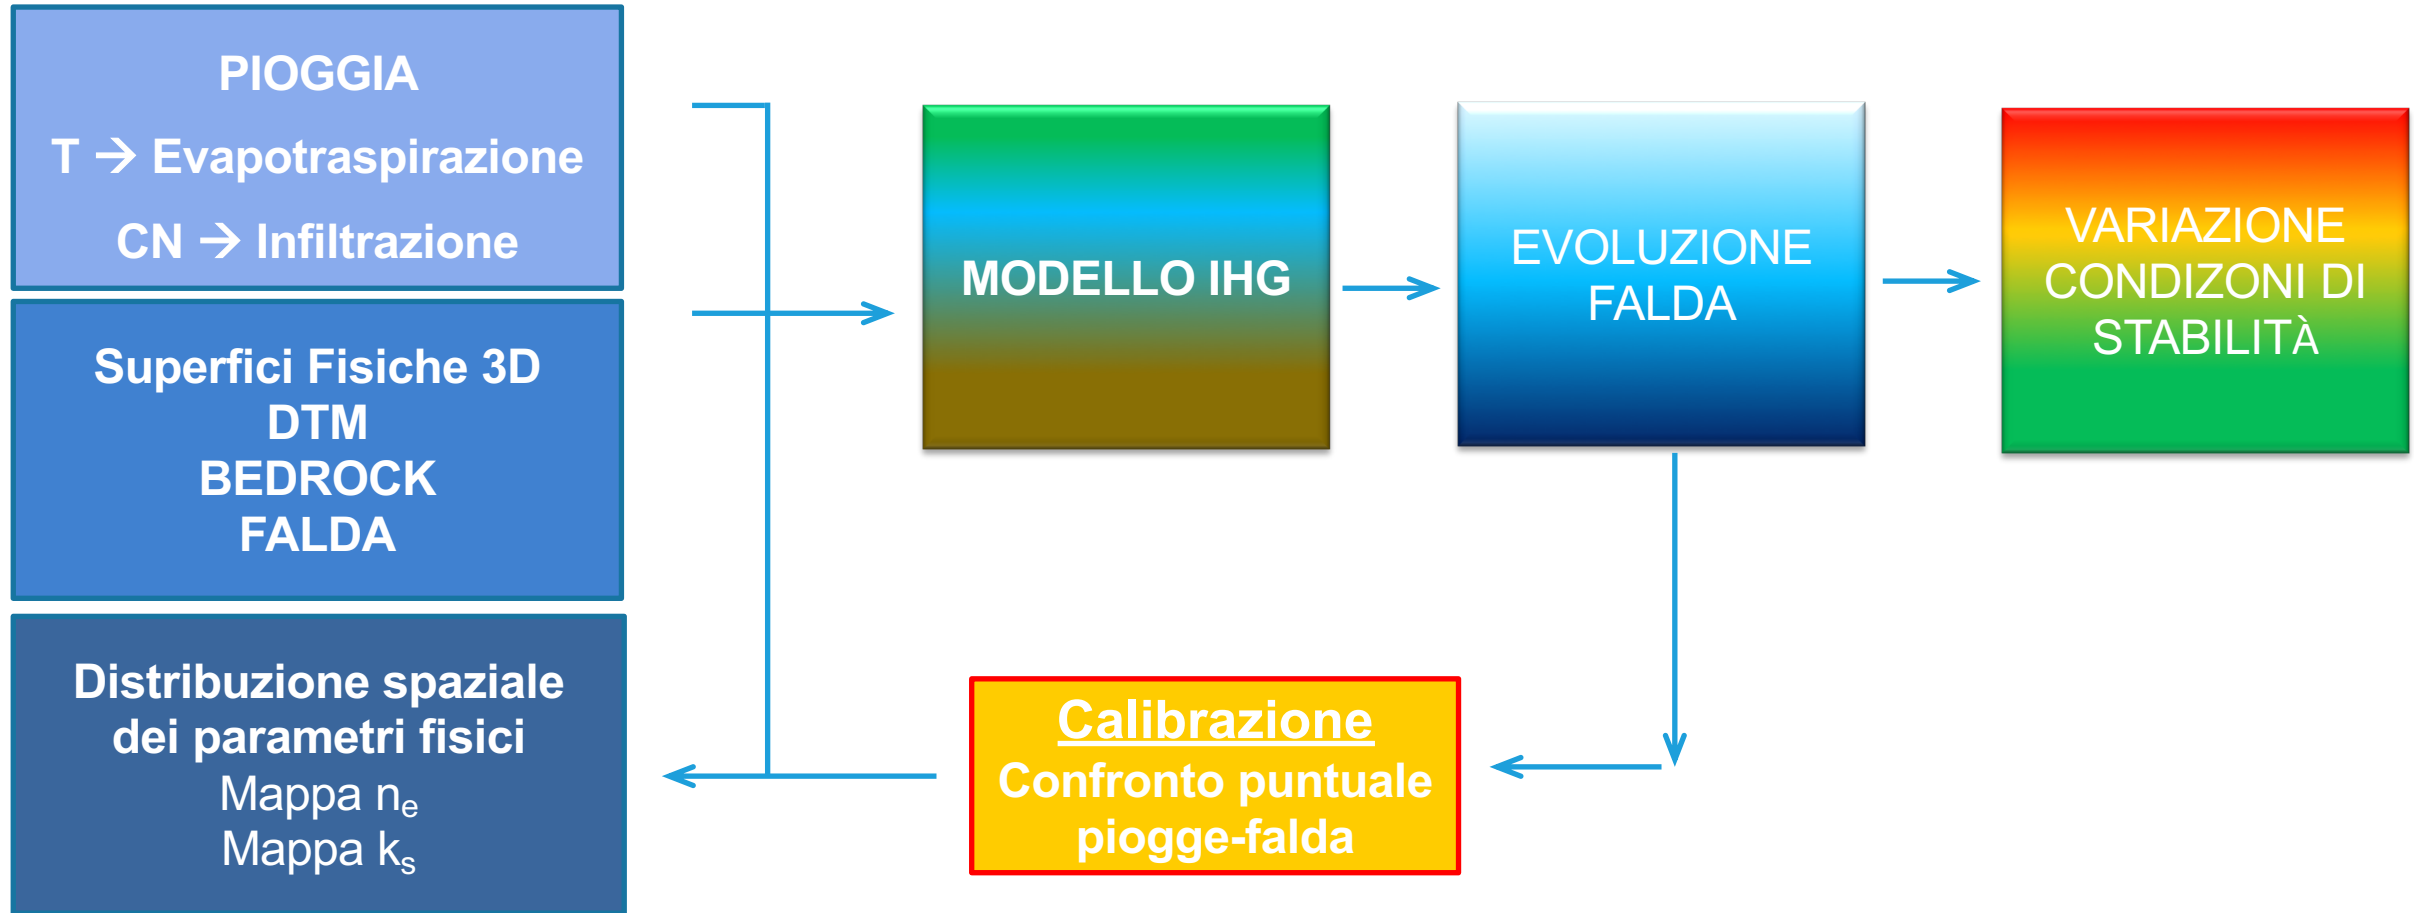 PIOGGIA
T → Evapotraspirazione
CN → Infiltrazione
Superfici Fisiche 3D
DTM
BEDROCK
FALDA
Distribuzione spaziale
dei parametri fisici
Mappa nₑ
Mappa kₛ
MODELLO IHG
EVOLUZIONE
FALDA
VARIAZIONE
CONDIZONI DI
STABILITÀ
Calibrazione
Confronto puntuale
piogge-falda